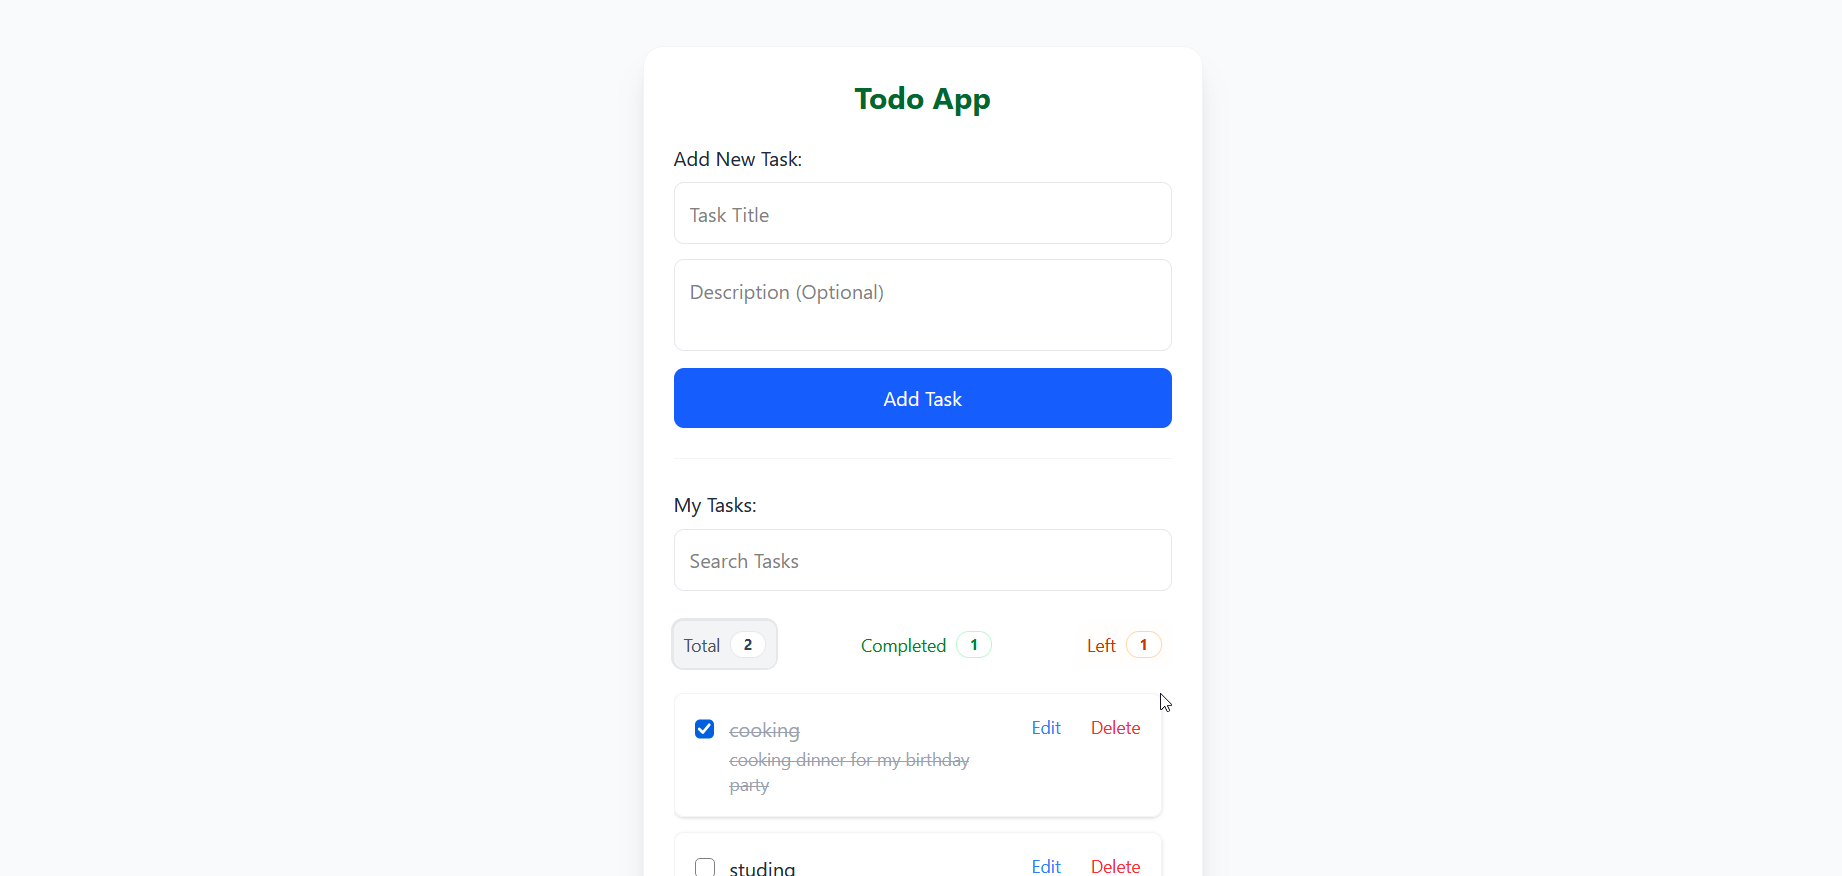 Todo App
Add New Task:
Task Title
Description (Optional)
Add Task
My Tasks:
Search Tasks
Total 2 Completed 1 Left 1
cooking Edit Delete
cooking dinner for my birthday
party
studing Edit Delete